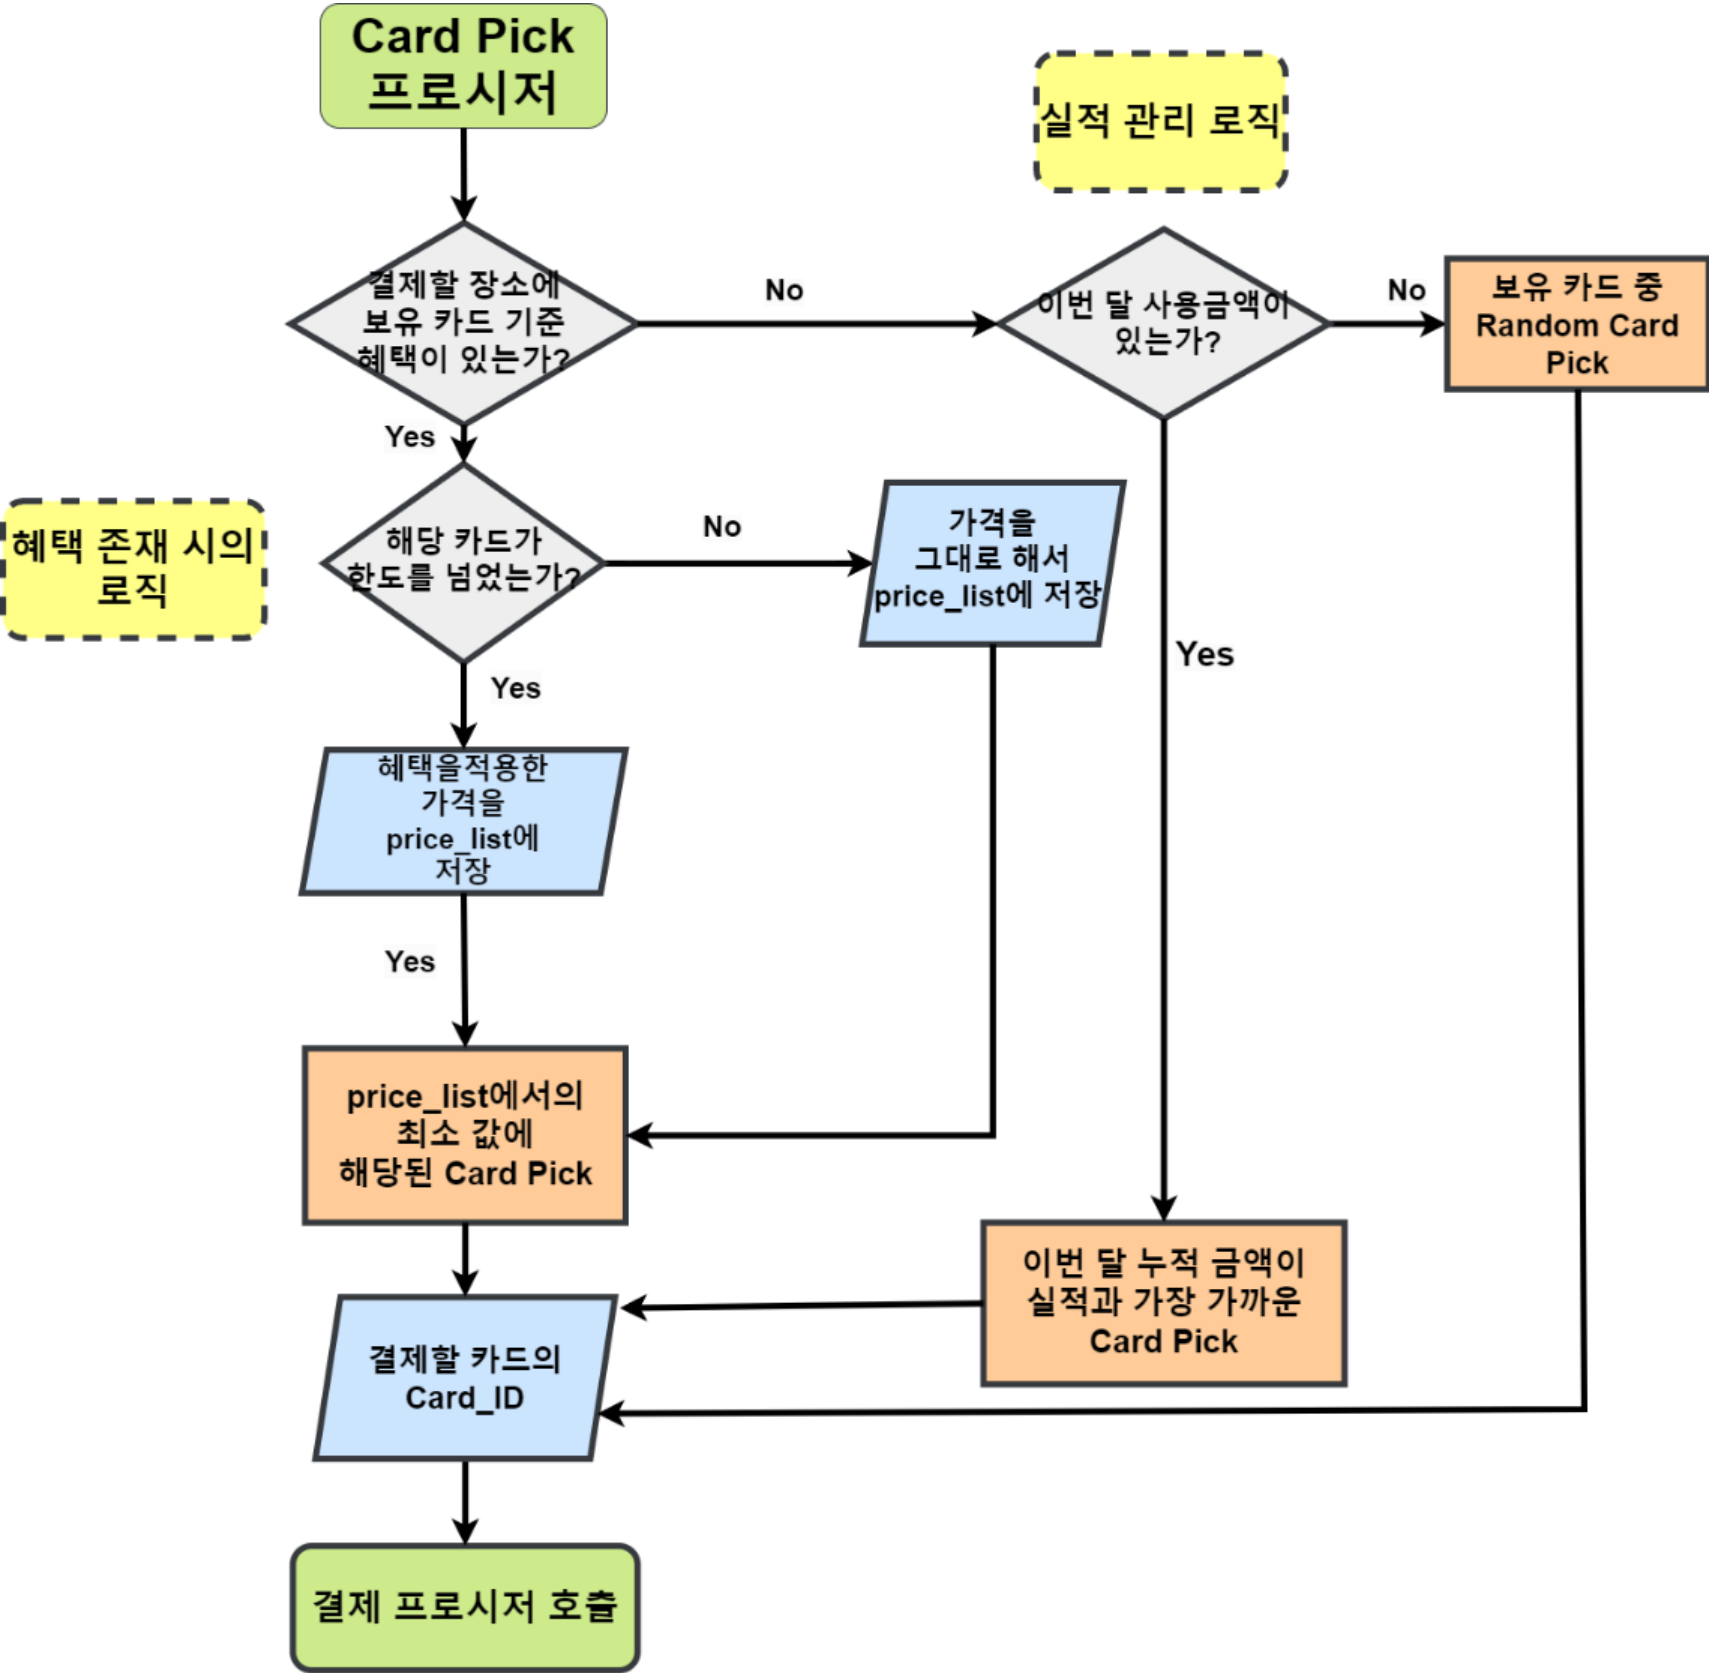 Card Pick
프로시저
실적 관리 로직
결제할 장소에
보유 카드 기준
혜택이 있는가?
No
이번 달 사용금액이
있는가?
No
보유 카드 중
Random Card
Pick
Yes
혜택 존재 시의
로직
해당 카드가
한도를 넘었는가?
No
가격을
그대로 해서
price_list에 저장
Yes
Yes
혜택을적용한
가격을
price_list에
저장
Yes
price_list에서의
최소 값에
해당된 Card Pick
이번 달 누적 금액이
실적과 가장 가까운
Card Pick
결제할 카드의
Card_ID
결제 프로시저 호출